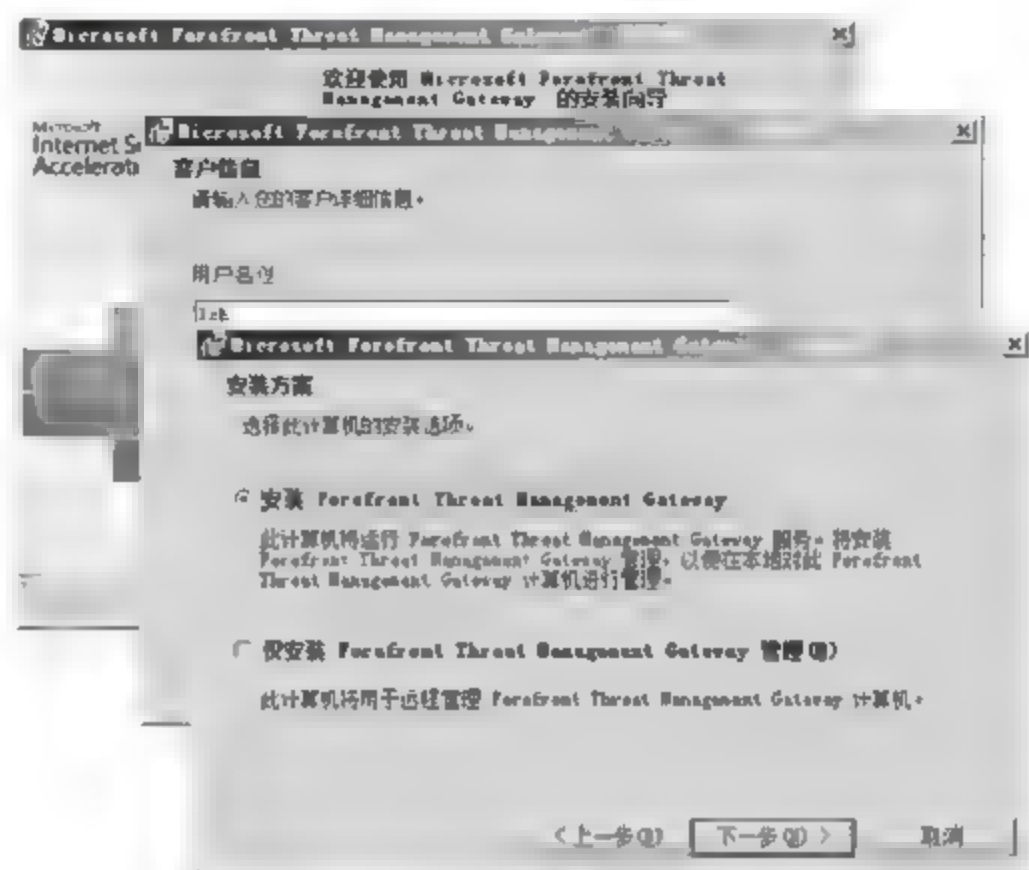 Microsoft Forefront Threat Management
欢迎使用 Microsoft Forefront Threat
Management Gateway 的安装向导
Microsoft
Internet
Accelerati
Microsoft Forefront Threat Management
客户信息
请输入您的客户详细信息。
用户名
Microsoft Forefront Threat Management
安装方案
选择此计算机的安装选项。
安装 Forefront Threat Management Gateway
此计算机将运行 Forefront Threat Management Gateway 服务。将安装
Forefront Threat Management Gateway 管理，以便在本地对此 Forefront
Threat Management Gateway 计算机进行管理。
仅安装 Forefront Threat Management Gateway 管理(M)
此计算机将用于远程管理 Forefront Threat Management Gateway 计算机。
<上一步(B) 下一步(N) > 取消